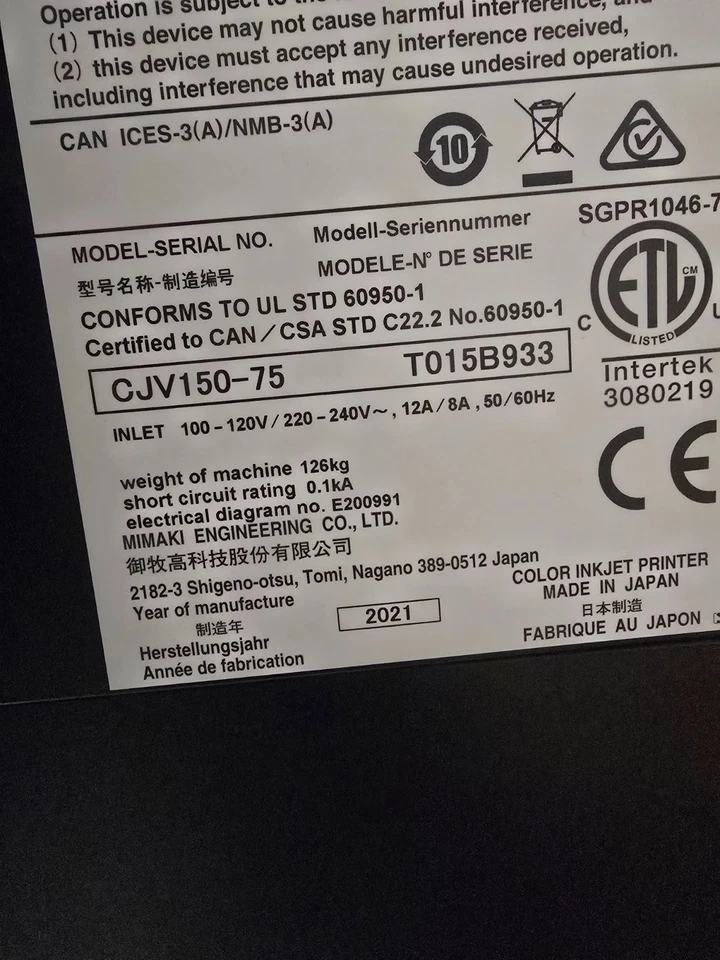 Operation is subject to
(1) This device may not cause harmful interference, and
(2) this device must accept any interference received,
including interference that may cause undesired operation.
CAN ICES-3(A)/NMB-3(A)
10
MODEL-SERIAL NO. Modell-Seriennummer SGPR1046-7
型号名称-制造编号 MODELE-N° DE SERIE
CONFORMS TO UL STD 60950-1
Certified to CAN/CSA STD C22.2 No.60950-1
C ETL CM
LISTED
CJV150-75 T015B933
Intertek
3080219
INLET 100-120V/220-240V~, 12A/8A, 50/60Hz
CE
weight of machine 126kg
short circuit rating 0.1kA
electrical diagram no. E200991
MIMAKI ENGINEERING CO., LTD.
御牧高科技股份有限公司
2182-3 Shigeno-otsu, Tomi, Nagano 389-0512 Japan
Year of manufacture
制造年
Herstellungsjahr
Année de fabrication
2021
COLOR INKJET PRINTER
MADE IN JAPAN
日本制造
FABRIQUE AU JAPON